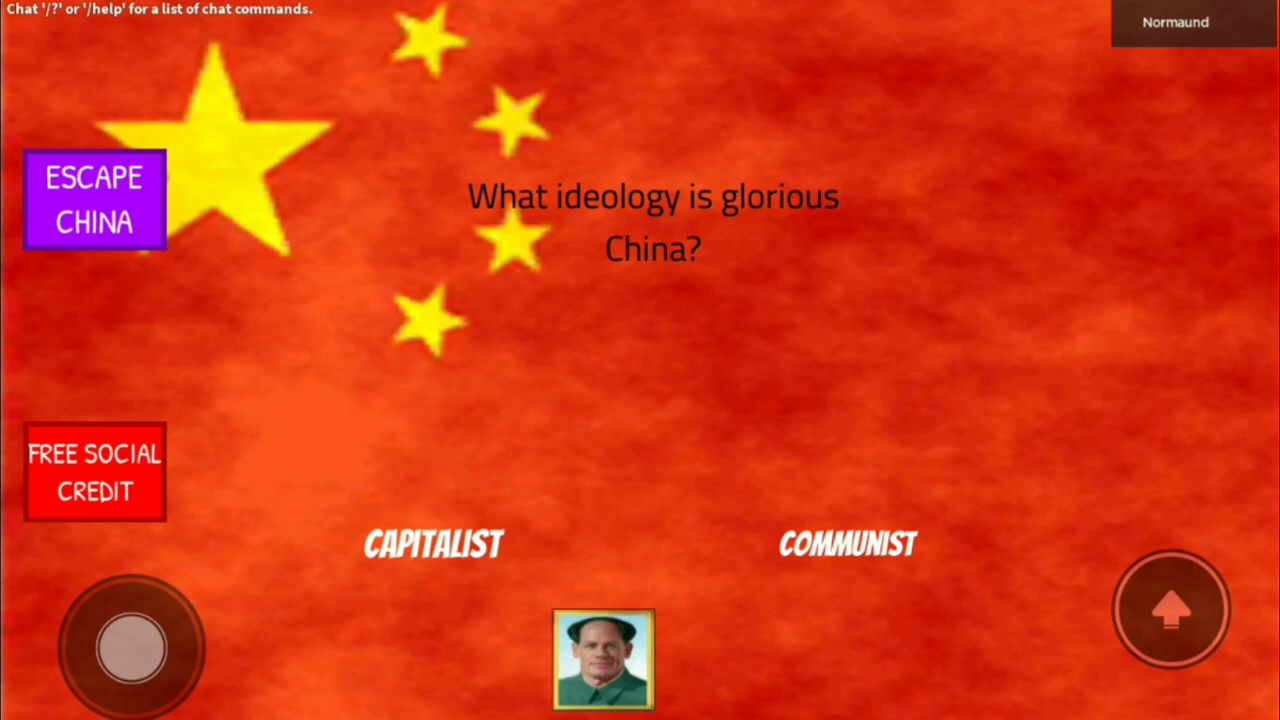 Chat '/?' or '/help' for a list of chat commands.
Normaund
ESCAPE
CHINA
What ideology is glorious
China?
FREE SOCIAL
CREDIT
CAPITALIST
COMMUNIST